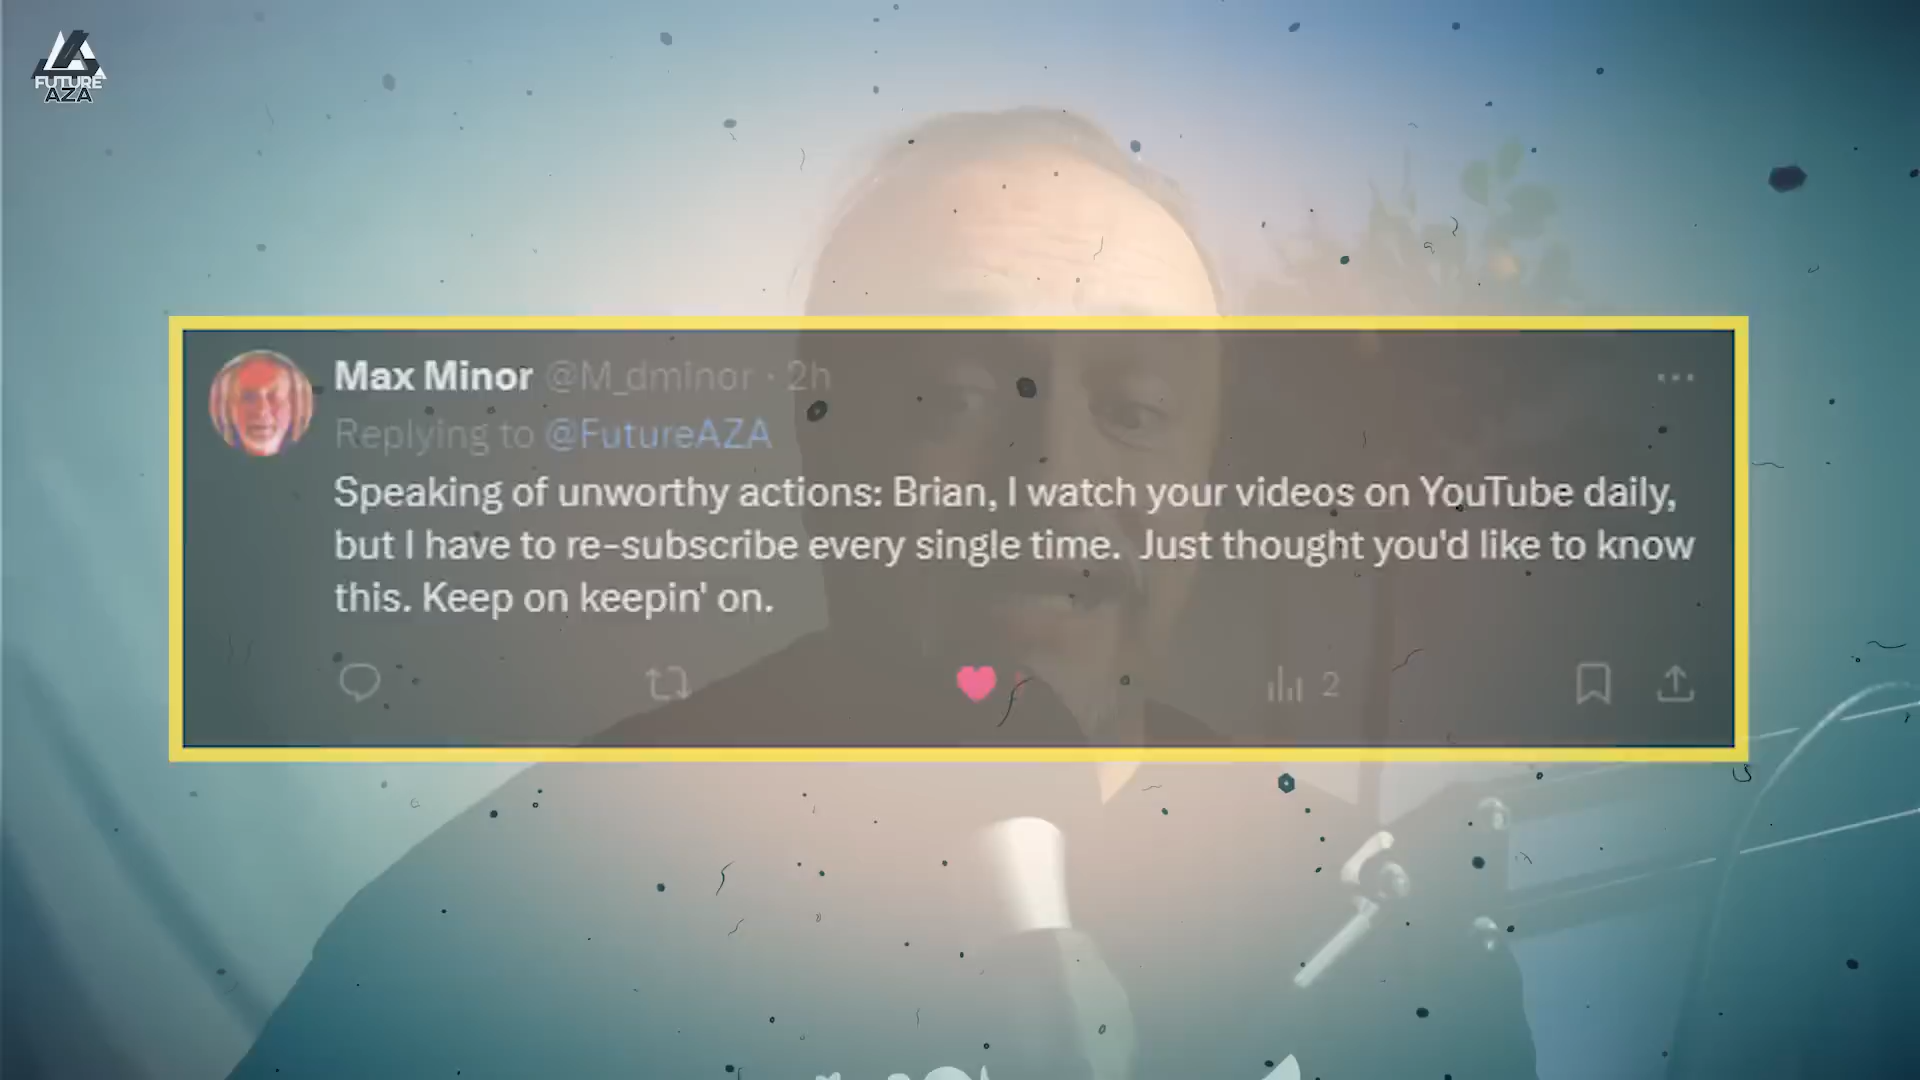 FUTURE
AZA
Max Minor @M_dminor · 2h
Replying to @FutureAZA
Speaking of unworthy actions: Brian, I watch your videos on YouTube daily,
but I have to re-subscribe every single time. Just thought you'd like to know
this. Keep on keepin' on.
2